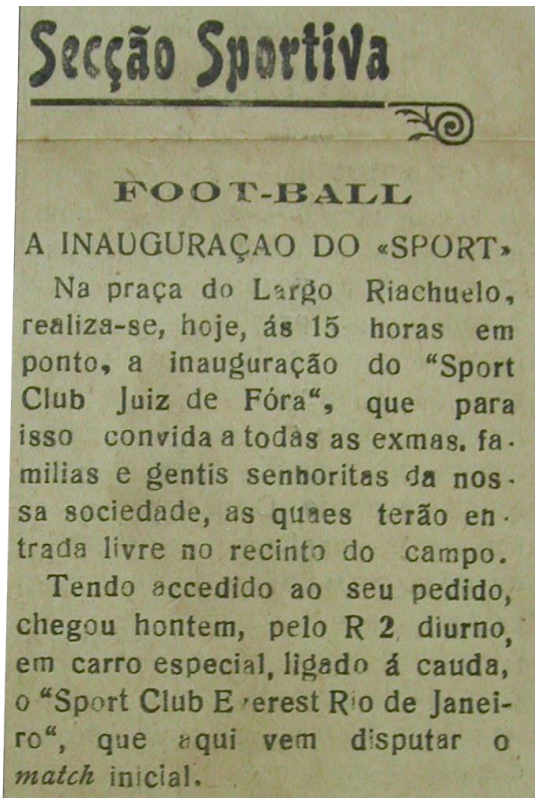 Secção Sportiva
FOOT-BALL
A INAUGURAÇAO DO «SPORT»
Na praça do Largo Riachuelo,
realiza-se, hoje, ás 15 horas em
ponto, a inauguração do “Sport
Club Juiz de Fóra“, que para
isso convida a todas as exmas. fa-
milias e gentis senhoritas da nos-
sa sociedade, as quaes terão en-
trada livre no recinto do campo.
Tendo accedido ao seu pedido,
chegou hontem, pelo R 2 diurno,
em carro especial, ligado á cauda,
o “Sport Club Everest Rio de Janei-
ro“, que aqui vem disputar o
match inicial.